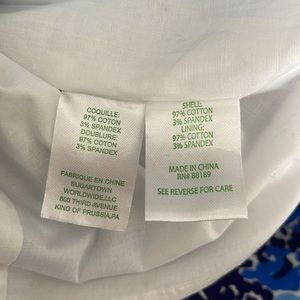 COQUILLE:
97% COTON
3% SPANDEX
DOUBLURE:
97% COTON
3% SPANDEX
FABRIQUE EN CHINE
SUGARTOWN
WORLDWIDE,LLC
800 THIRD AVENUE
KING OF PRUSSIA,PA
SHELL:
97% COTTON
3% SPANDEX
LINING:
97% COTTON
3% SPANDEX
MADE IN CHINA
RN# 88189
SEE REVERSE FOR CARE